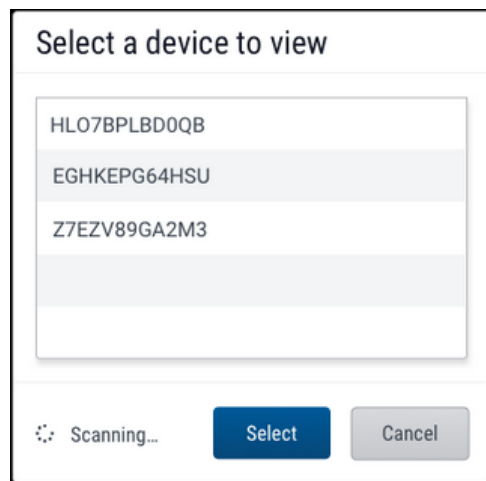 Select a device to view
HLO7BPLBD0QB
EGHKEPG64HSU
Z7EZV89GA2M3
Scanning… Select Cancel